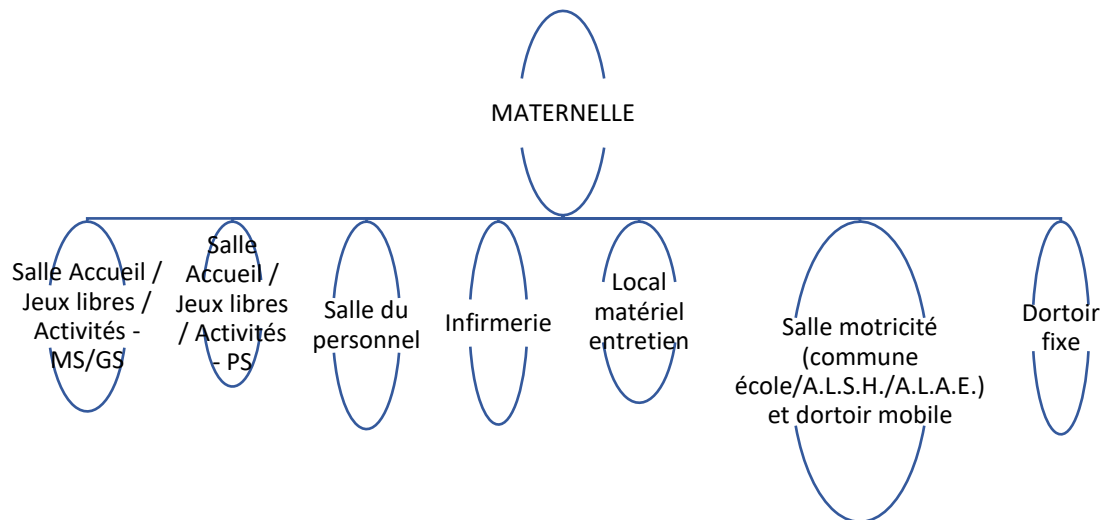 MATERNELLE
Salle Accueil /
Jeux libres /
Activités -
MS/GS
Salle
Accueil /
Jeux libres
/ Activités
- PS
Salle du
personnel
Infirmerie
Local
matériel
entretien
Salle motricité
(commune
école/A.L.S.H./A.L.A.E.)
et dortoir mobile
Dortoir
fixe